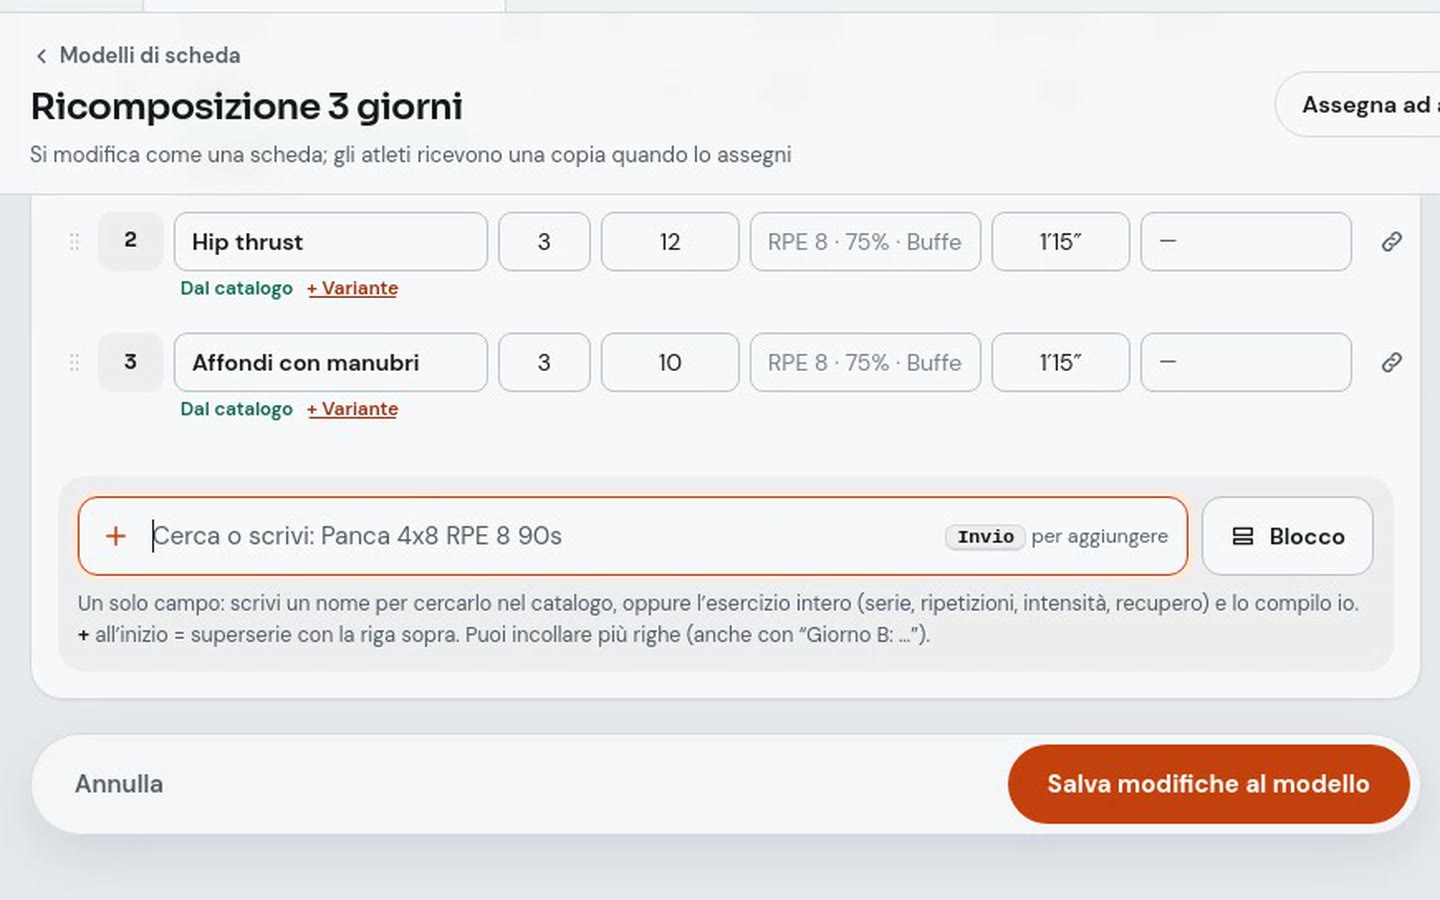 Modelli di scheda
Ricomposizione 3 giorni
Assegna ad a
Si modifica come una scheda; gli atleti ricevono una copia quando lo assegni
2 Hip thrust 3 12 RPE 8 · 75% · Buffe 1′15″ —
Dal catalogo + Variante
3 Affondi con manubri 3 10 RPE 8 · 75% · Buffe 1′15″ —
Dal catalogo + Variante
+ Cerca o scrivi: Panca 4x8 RPE 8 90s Invio per aggiungere Blocco
Un solo campo: scrivi un nome per cercarlo nel catalogo, oppure l’esercizio intero (serie, ripetizioni, intensità, recupero) e lo compilo io.
+ all’inizio = superserie con la riga sopra. Puoi incollare più righe (anche con “Giorno B: …”).
Annulla Salva modifiche al modello